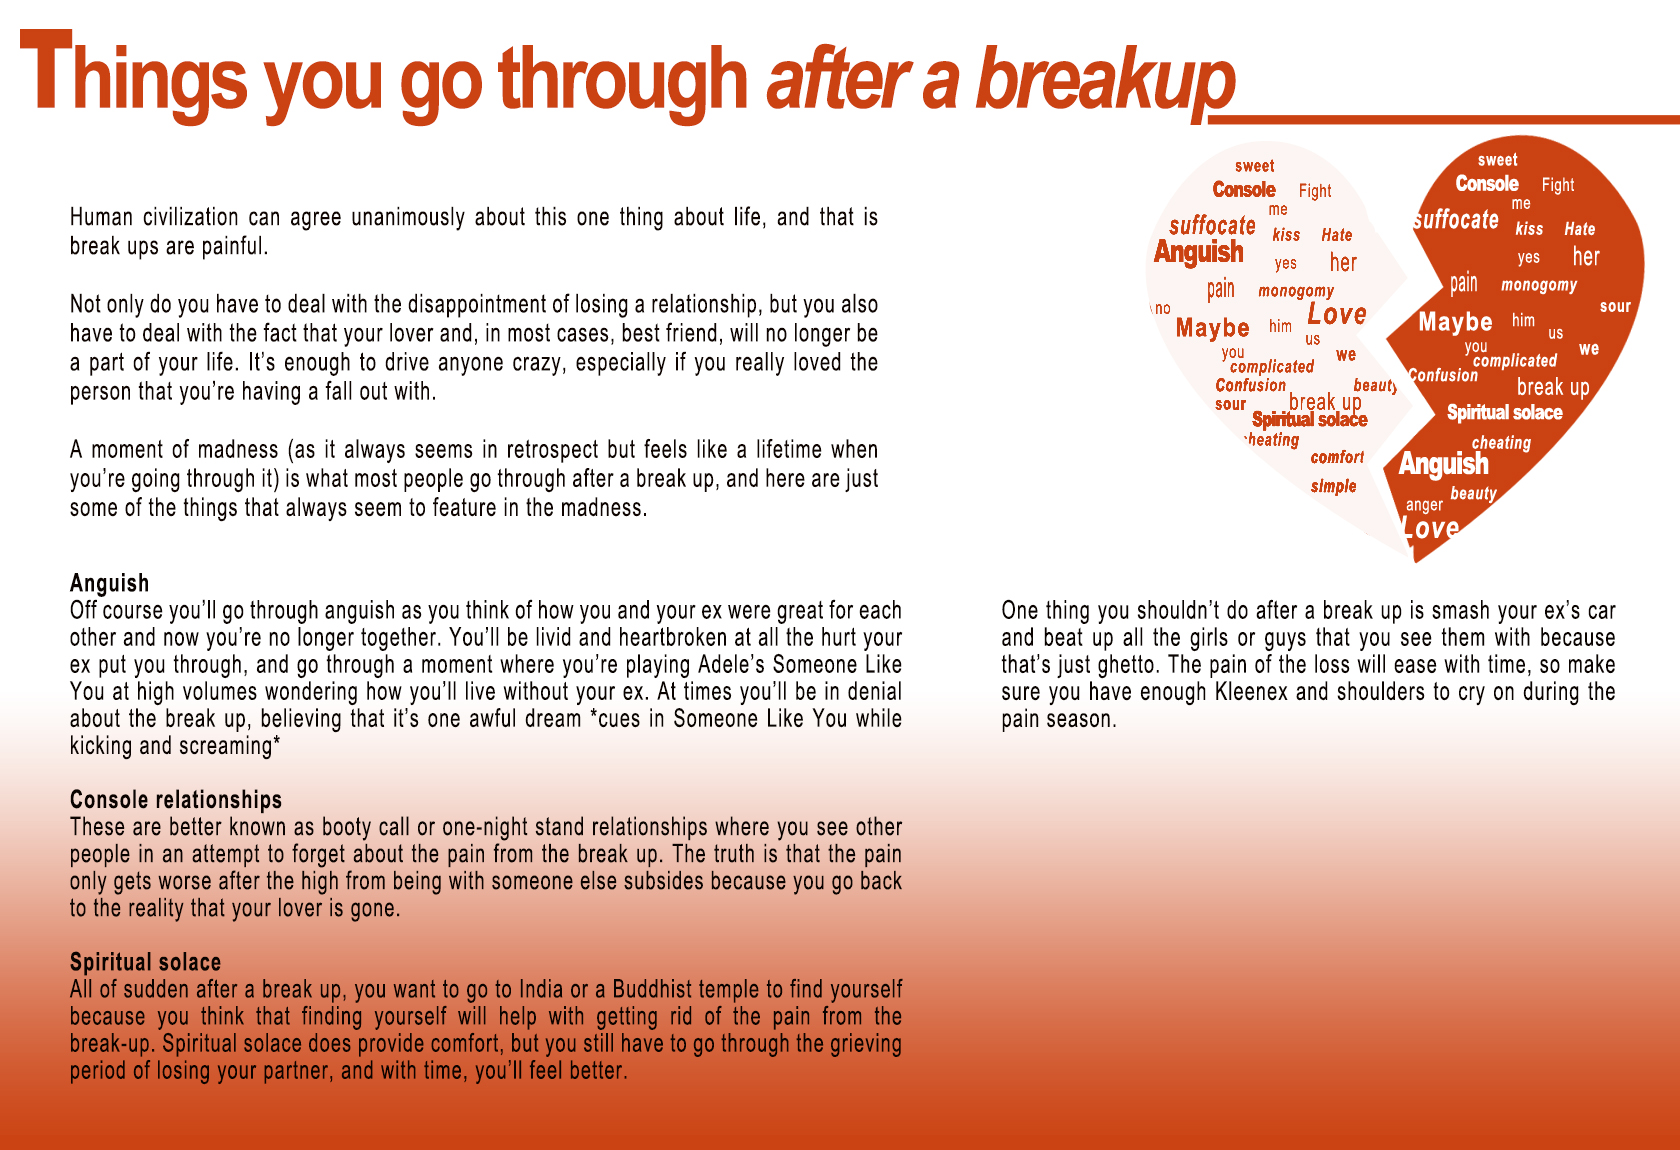 Things you go through after a breakup
Human civilization can agree unanimously about this one thing about life, and that is
break ups are painful.
Not only do you have to deal with the disappointment of losing a relationship, but you also
have to deal with the fact that your lover and, in most cases, best friend, will no longer be
a part of your life. It’s enough to drive anyone crazy, especially if you really loved the
person that you’re having a fall out with.
A moment of madness (as it always seems in retrospect but feels like a lifetime when
you’re going through it) is what most people go through after a break up, and here are just
some of the things that always seem to feature in the madness.
Anguish
Off course you’ll go through anguish as you think of how you and your ex were great for each
other and now you’re no longer together. You’ll be livid and heartbroken at all the hurt your
ex put you through, and go through a moment where you’re playing Adele’s Someone Like
You at high volumes wondering how you’ll live without your ex. At times you’ll be in denial
about the break up, believing that it’s one awful dream *cues in Someone Like You while
kicking and screaming*
Console relationships
These are better known as booty call or one-night stand relationships where you see other
people in an attempt to forget about the pain from the break up. The truth is that the pain
only gets worse after the high from being with someone else subsides because you go back
to the reality that your lover is gone.
Spiritual solace
All of sudden after a break up, you want to go to India or a Buddhist temple to find yourself
because you think that finding yourself will help with getting rid of the pain from the
break-up. Spiritual solace does provide comfort, but you still have to go through the grieving
period of losing your partner, and with time, you’ll feel better.
sweet
Console Fight
me
suffocate
kiss Hate
Anguish
yes her
pain monogomy
no Love
Maybe him
us
you we
complicated
Confusion beauty
sour break up
Spiritual solace
cheating
comfort
simple
sweet
Console Fight
me
suffocate
kiss Hate
yes her
pain monogomy
sour
Maybe him
us
you we
complicated
Confusion
break up
Spiritual solace
cheating
Anguish
beauty
anger
Love
One thing you shouldn’t do after a break up is smash your ex’s car
and beat up all the girls or guys that you see them with because
that’s just ghetto. The pain of the loss will ease with time, so make
sure you have enough Kleenex and shoulders to cry on during the
pain season.